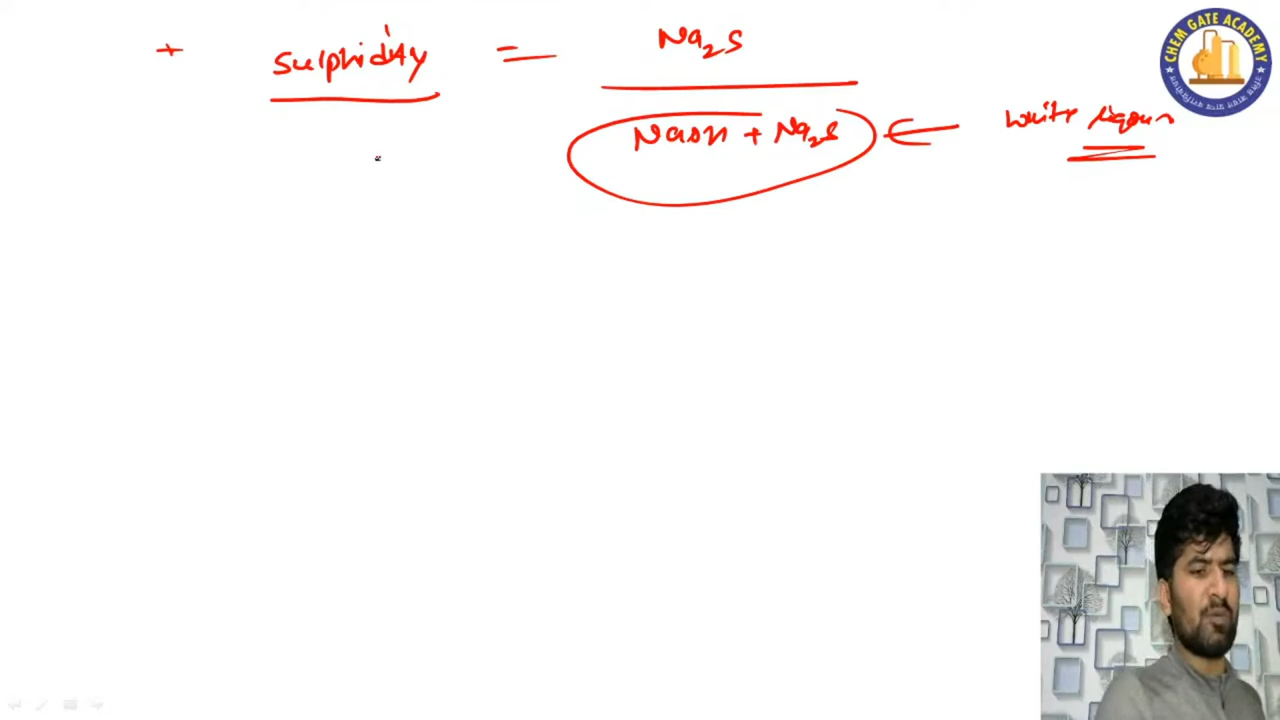 + Sulphidity = Na₂S
NaOH + Na₂S
White liquor
CHEM GATE ACADEMY